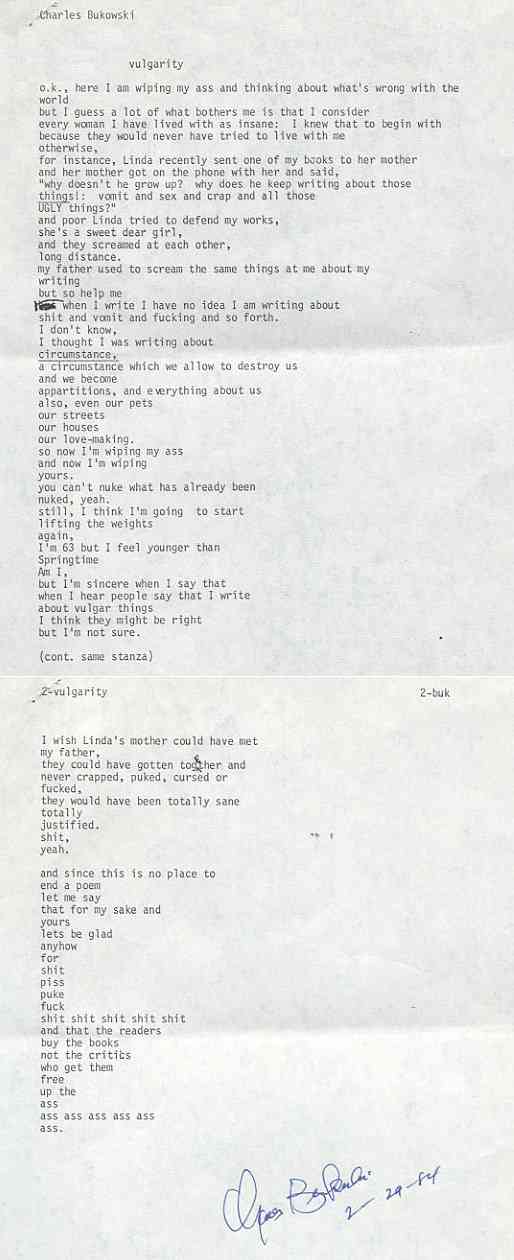 Charles Bukowski
vulgarity
o.k., here I am wiping my ass and thinking about what's wrong with the
world
but I guess a lot of what bothers me is that I consider
every woman I have lived with as insane: I knew that to begin with
because they would never have tried to live with me
otherwise,
for instance, Linda recently sent one of my books to her mother
and her mother got on the phone with her and said,
"why doesn't he grow up? why does he keep writing about those
things: vomit and sex and crap and all those
UGLY things?"
and poor Linda tried to defend my works,
she's a sweet dear girl,
and they screamed at each other,
long distance.
my father used to scream the same things at me about my
writing
but so help me
when I write I have no idea I am writing about
shit and vomit and fucking and so forth.
I don't know,
I thought I was writing about
circumstance,
a circumstance which we allow to destroy us
and we become
appartitions, and everything about us
also, even our pets
our streets
our houses
our love-making.
so now I'm wiping my ass
and now I'm wiping
yours.
you can't nuke what has already been
nuked, yeah.
still, I think I'm going to start
lifting the weights
again,
I'm 63 but I feel younger than
Springtime
Am I,
but I'm sincere when I say that
when I hear people say that I write
about vulgar things
I think they might be right
but I'm not sure.
(cont. same stanza)
2-vulgarity 2-buk
I wish Linda's mother could have met
my father,
they could have gotten together and
never crapped, puked, cursed or
fucked,
they would have been totally sane
totally
justified.
shit,
yeah.
and since this is no place to
end a poem
let me say
that for my sake and
yours
lets be glad
anyhow
for
shit
piss
puke
fuck
shit shit shit shit shit
and that the readers
buy the books
not the critics
who get them
free
up the
ass
ass ass ass ass ass
ass.
Charles Bukowski
2-29-84